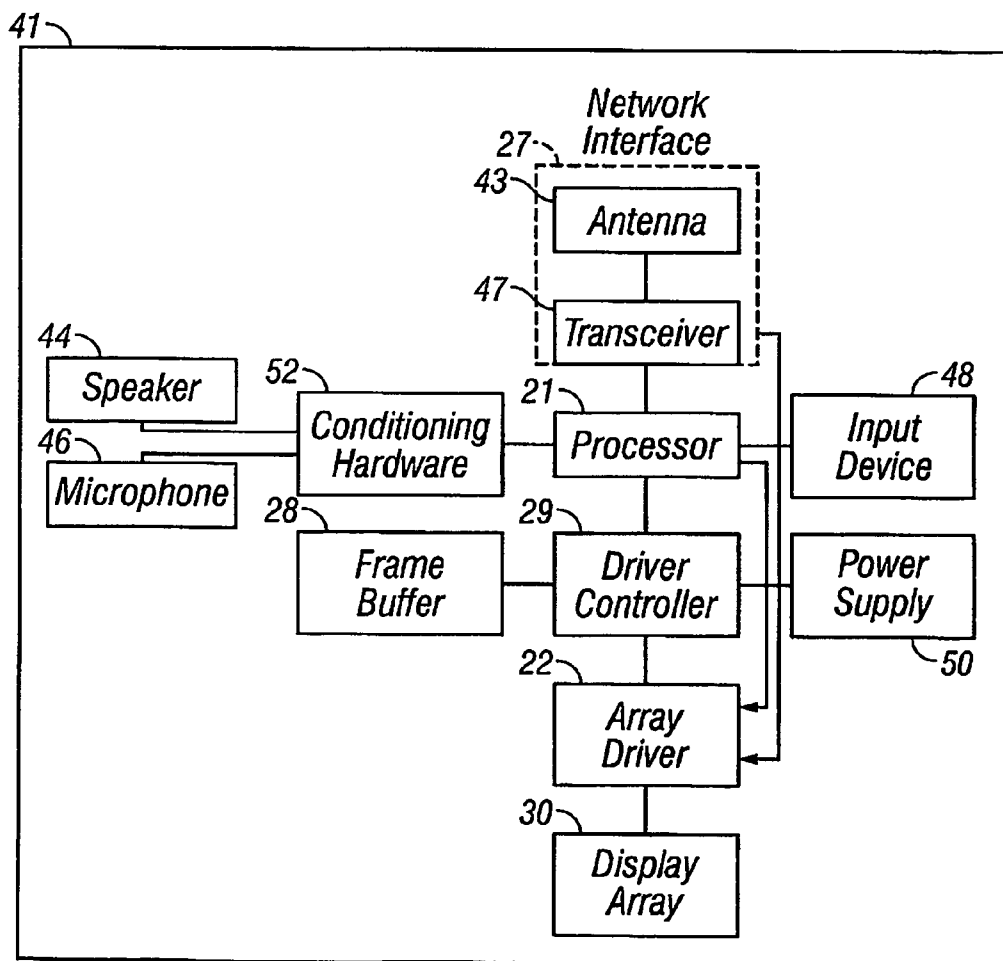 41
Network
Interface
27
43
Antenna
47
Transceiver
44
Speaker
52
Conditioning
Hardware
21
Processor
48
Input
Device
46
Microphone
28
Frame
Buffer
29
Driver
Controller
Power
Supply
50
22
Array
Driver
30
Display
Array